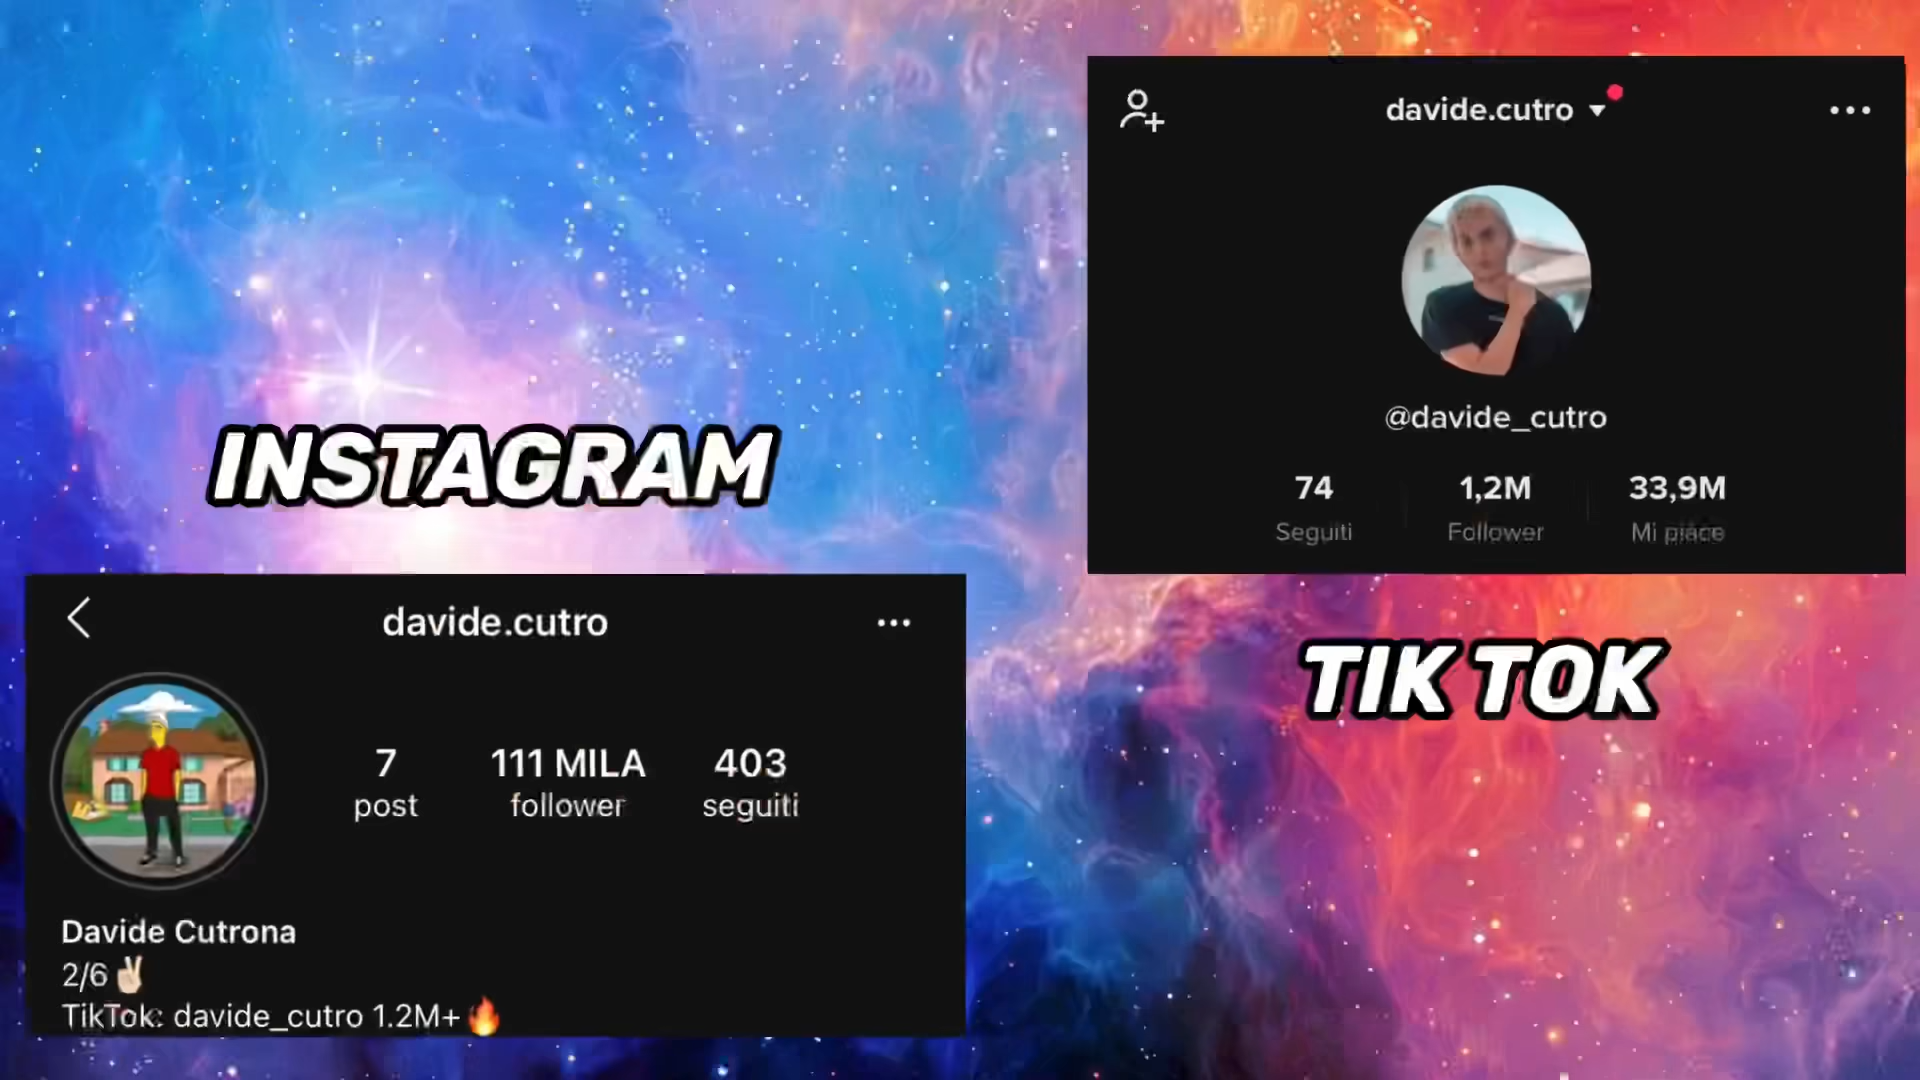 INSTAGRAM
davide.cutro
7
111 MILA
403
post
follower
seguiti
Davide Cutrona
2/6✌🏻
TikTok: davide_cutro 1.2M+🔥
davide.cutro
@davide_cutro
74
1,2M
33,9M
Seguiti
Follower
Mi piace
TIK TOK